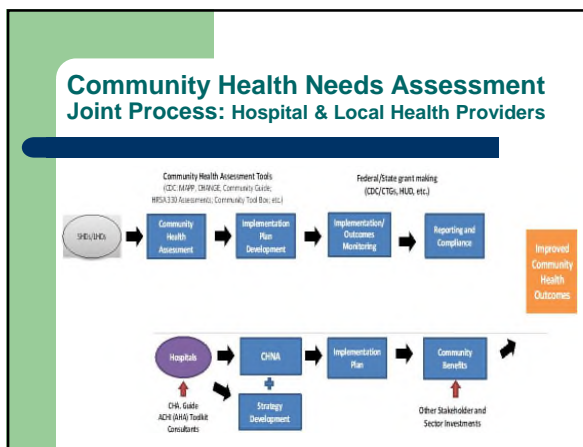 Community Health Needs Assessment
Joint Process: Hospital & Local Health Providers
Community Health Assessment Tools
(CDC: MAPP, CHANGE, Community Guide;
HRSA 330 Assessments; Community Tool Box; etc.)
Federal/State grant making
(CDC/CTGs, HUD, etc.)
SHDs/LHDs
Community
Health
Assessment
Implementation
Plan
Development
Implementation/
Outcomes
Monitoring
Reporting and
Compliance
Improved
Community
Health
Outcomes
Hospitals
CHNA
Implementation
Plan
Community
Benefits
Strategy
Development
CHA. Guide
ACHI (AHA) Toolkit
Consultants
Other Stakeholder and
Sector Investments